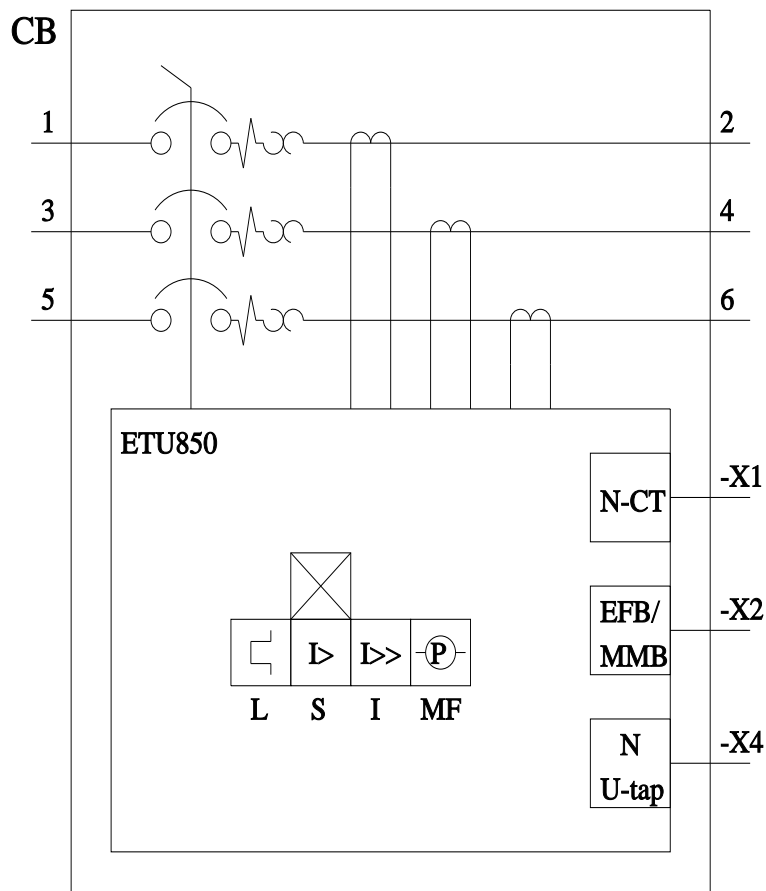 CB
1
2
3
4
5
6
ETU850
-X1
N-CT
EFB/
MMB
-X2
I>
I>>
P
L
S
I
MF
N
U-tap
-X4